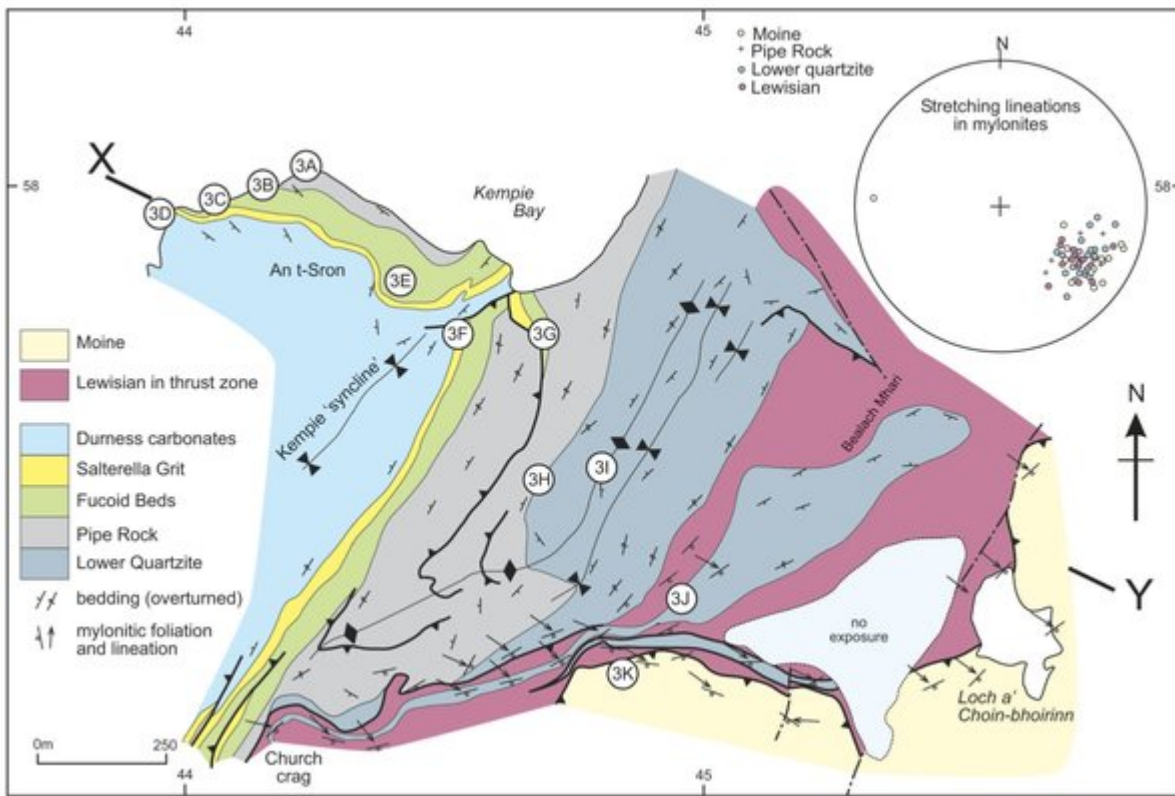 44
45
Moine
Pipe Rock
Lower quartzite
Lewisian
N
Stretching lineations
in mylonites
X
58
58
3A
3B
3C
3D
Kempie
Bay
An t-Sron
3E
3F
3G
Kempie 'syncline'
Bealach Mhari
3H
3I
3J
3K
N
Y
no
exposure
Loch a'
Choin-bhoirinn
Church
crag
Moine
Lewisian in thrust zone
Durness carbonates
Salterella Grit
Fucoid Beds
Pipe Rock
Lower Quartzite
bedding (overturned)
mylonitic foliation
and lineation
0m
250
44
45